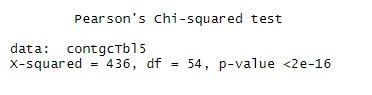 Pearson's Chi-squared test
data: contgcTbl5
X-squared = 436, df = 54, p-value <2e-16